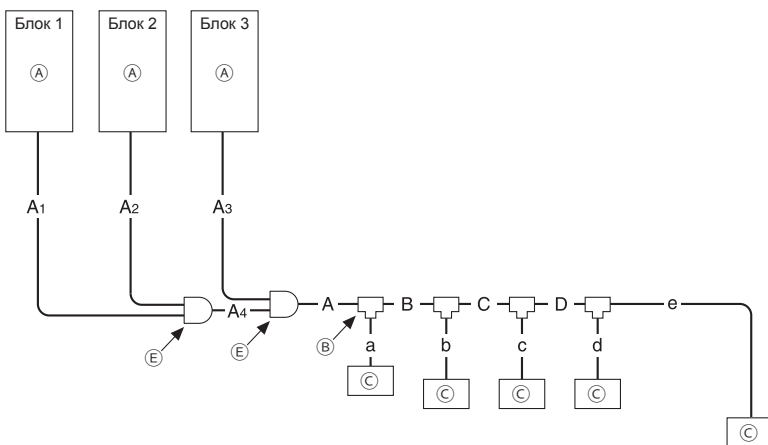 Блок 1 Блок 2 Блок 3
Ⓐ Ⓐ Ⓐ
A1 A2 A3
A4 A B C D e
Ⓔ Ⓔ Ⓑ a b c d
Ⓒ Ⓒ Ⓒ Ⓒ
Ⓒ